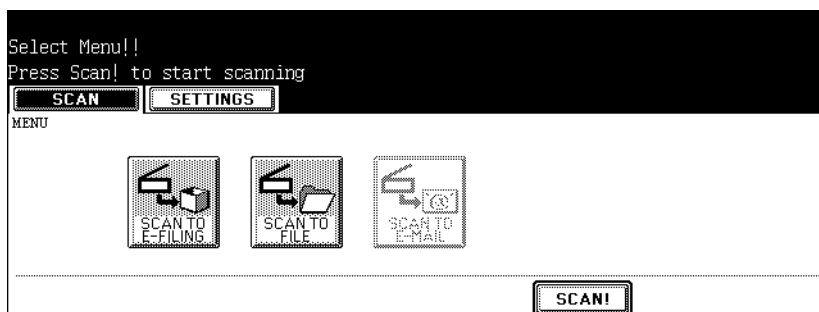 Select Menu!!
Press Scan! to start scanning
SCAN SETTINGS
MENU
SCAN TO E-FILING
SCAN TO FILE
SCAN TO E-MAIL
SCAN!